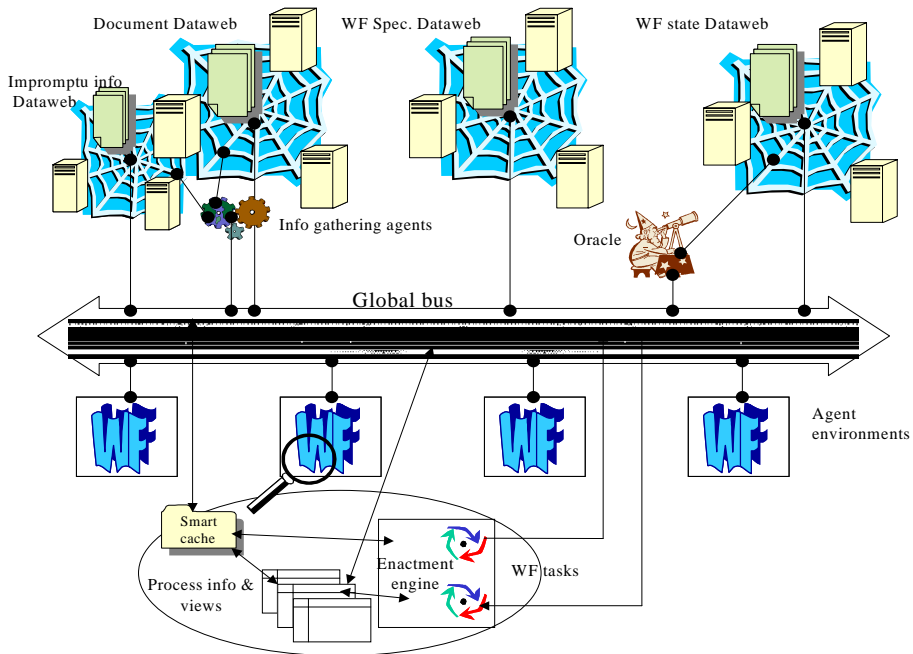 Document Dataweb
WF Spec. Dataweb
WF state Dataweb
Impromptu info
Dataweb
Info gathering agents
Oracle
Global bus
WF
WF
WF
WF
Agent
environments
Smart
cache
Enactment
engine
WF tasks
Process info &
views